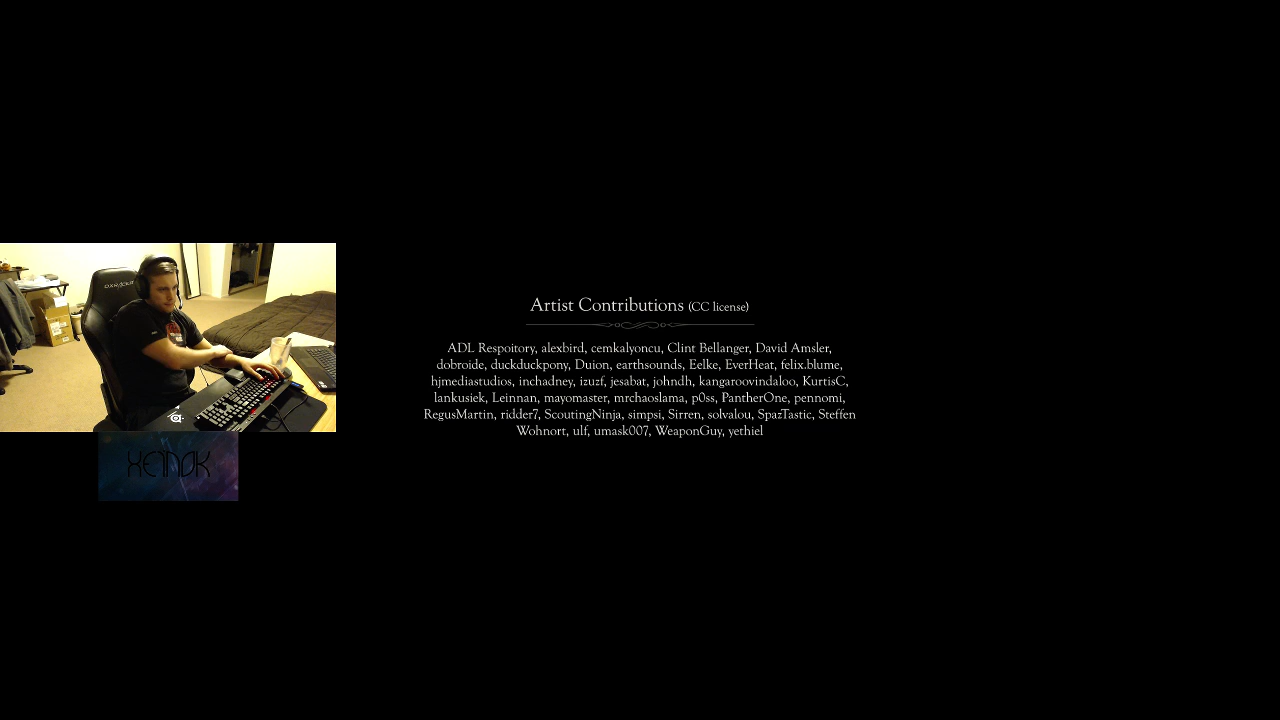 Artist Contributions (CC license)
ADL Respoitory, alexbird, cemkalyoncu, Clint Bellanger, David Amsler,
dobroide, duckduckpony, Duion, earthsounds, Eelke, EverHeat, felix.blume,
hjmediastudios, inchadney, izuzf, jesabat, johndh, kangaroovindaloo, KurtisC,
lankusiek, Leinnan, mayomaster, mrchaoslama, p0ss, PantherOne, pennomi,
RegusMartin, ridder7, ScoutingNinja, simpsi, Sirren, solvalou, SpazTastic, Steffen
Wohnort, ulf, umask007, WeaponGuy, yethiel